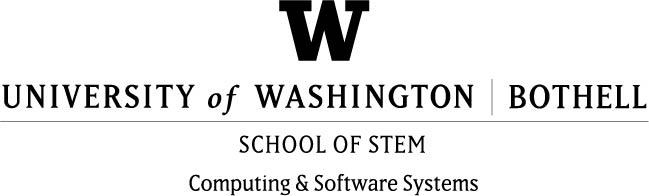 W
UNIVERSITY of WASHINGTON | BOTHELL
SCHOOL OF STEM
Computing & Software Systems